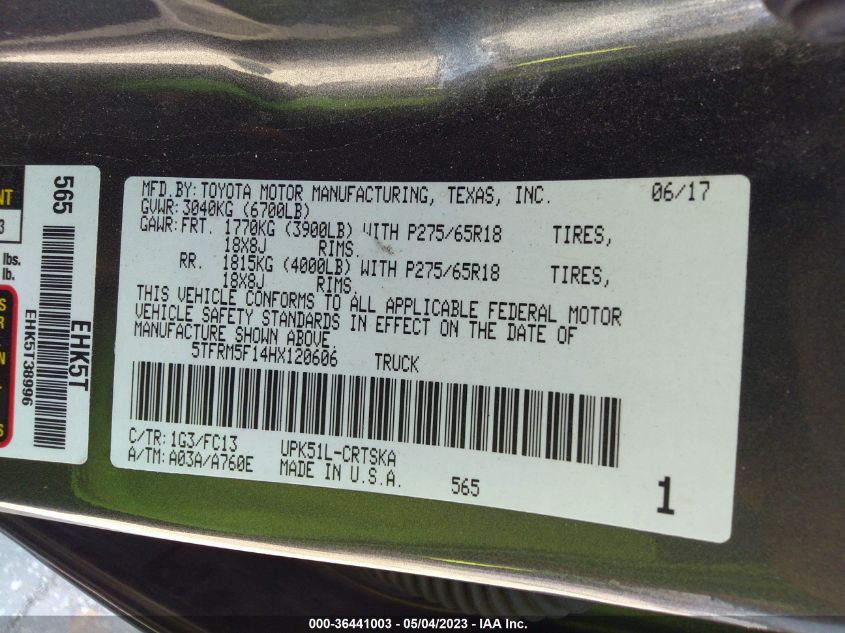 NT
3
lbs.
lb.
S
R
L
S
565
EHK5T
EHK5T38996
MFD.BY:TOYOTA MOTOR MANUFACTURING, TEXAS, INC. 06/17
GVWR:3040KG (6700LB)
GAWR:FRT. 1770KG (3900LB) WITH P275/65R18 TIRES,
18X8J RIMS.
RR. 1815KG (4000LB) WITH P275/65R18 TIRES,
18X8J RIMS.
THIS VEHICLE CONFORMS TO ALL APPLICABLE FEDERAL MOTOR
VEHICLE SAFETY STANDARDS IN EFFECT ON THE DATE OF
MANUFACTURE SHOWN ABOVE.
5TFRM5F14HX120606 TRUCK
C/TR:1G3/FC13 UPK51L-CRTSKA
A/TM:A03A/A760E MADE IN U.S.A. 565 1
000-36441003 - 05/04/2023 - IAA Inc.